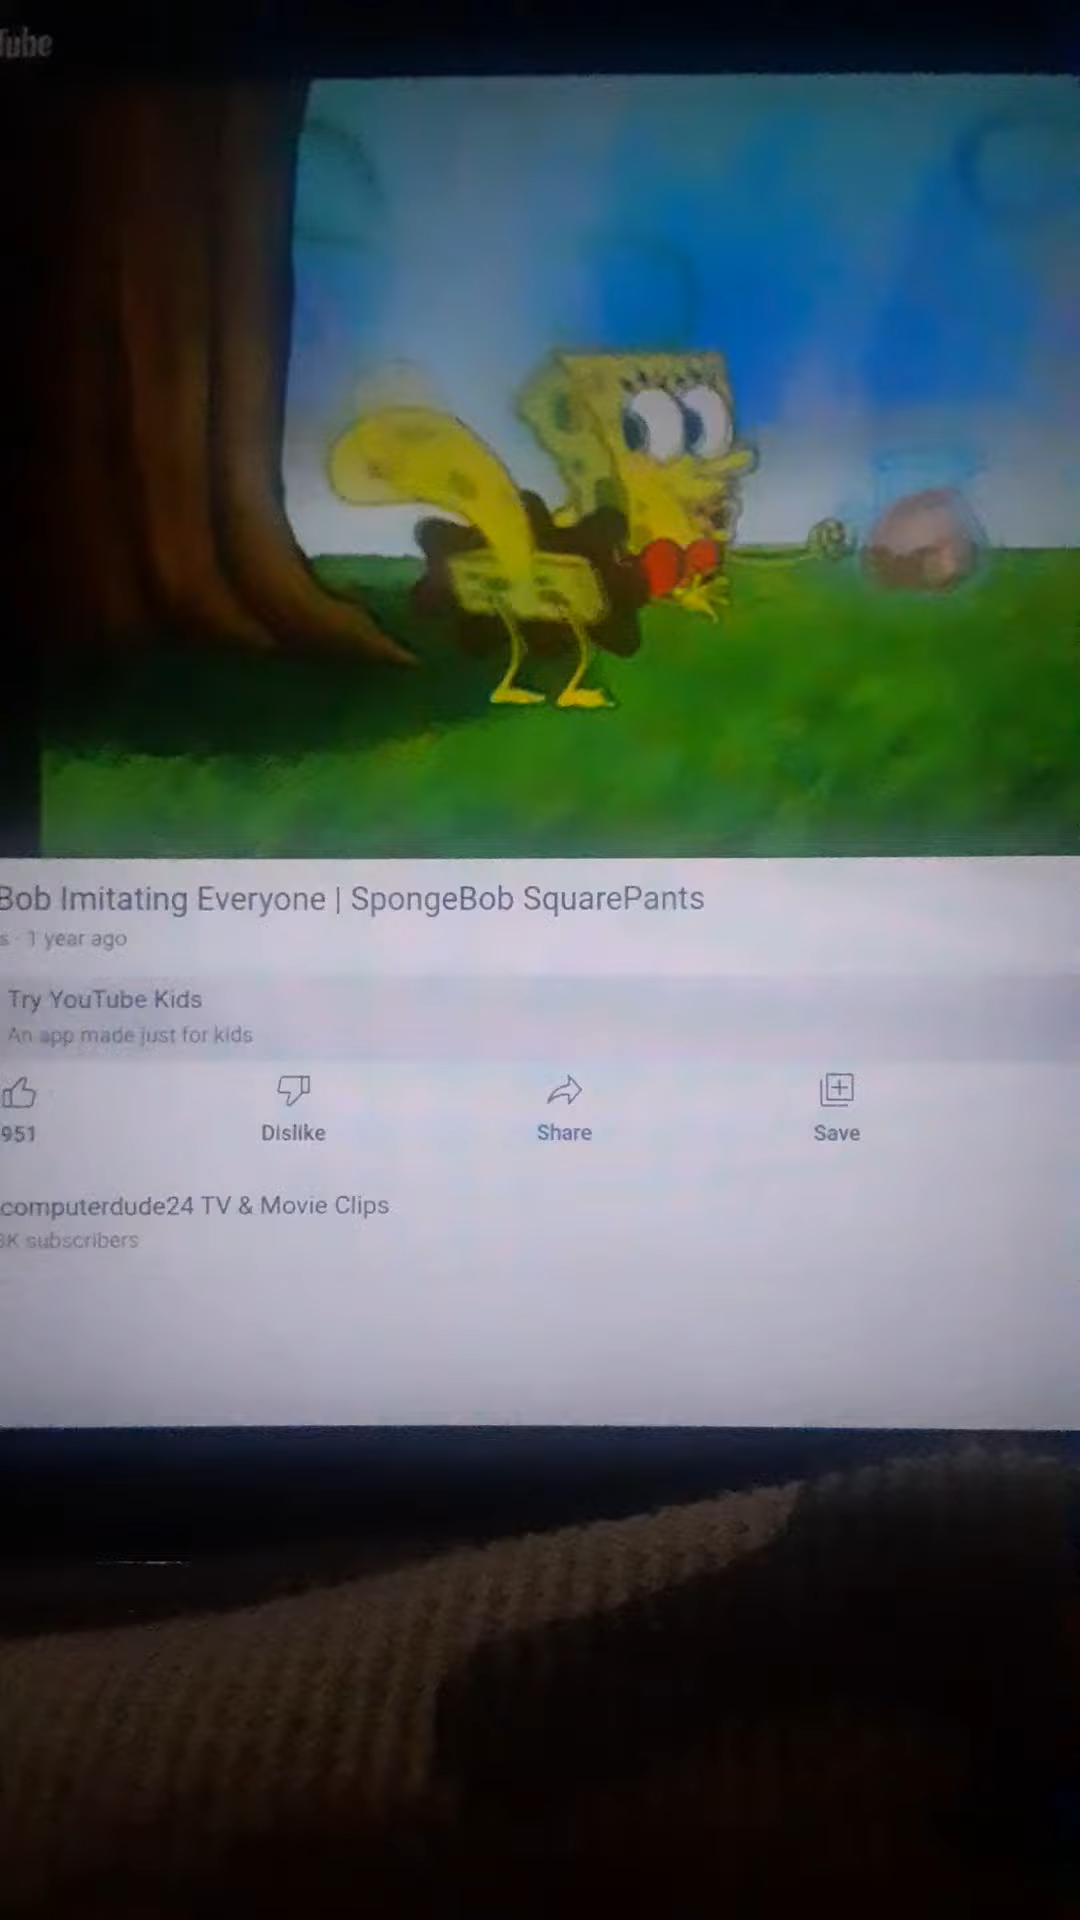 Tube
Bob Imitating Everyone | SpongeBob SquarePants
s · 1 year ago
Try YouTube Kids
An app made just for kids
951
Dislike
Share
Save
computerdude24 TV & Movie Clips
K subscribers